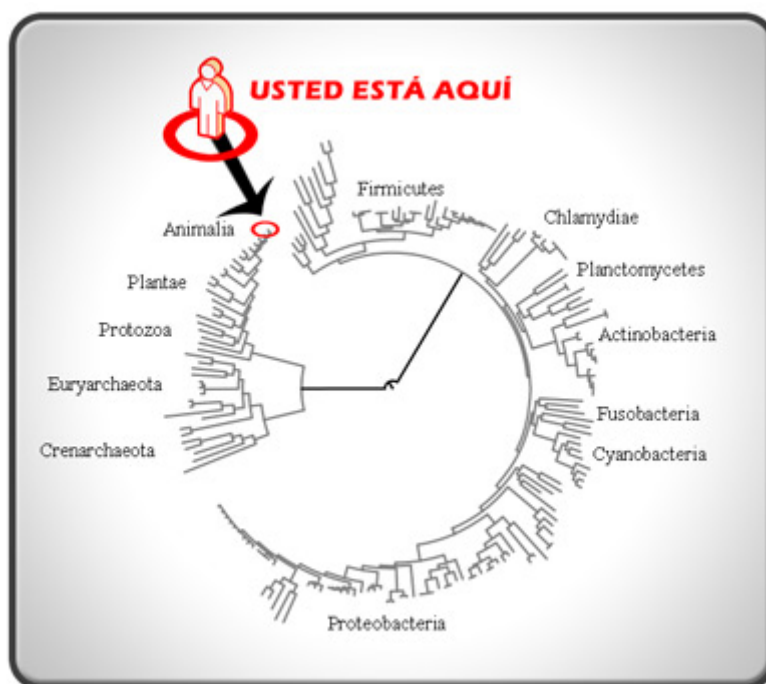 USTED ESTÁ AQUÍ
Firmicutes
Chlamydiae
Animalia
Planctomycetes
Plantae
Protozoa
Actinobacteria
Euryarchaeota
Fusobacteria
Crenarchaeota
Cyanobacteria
Proteobacteria